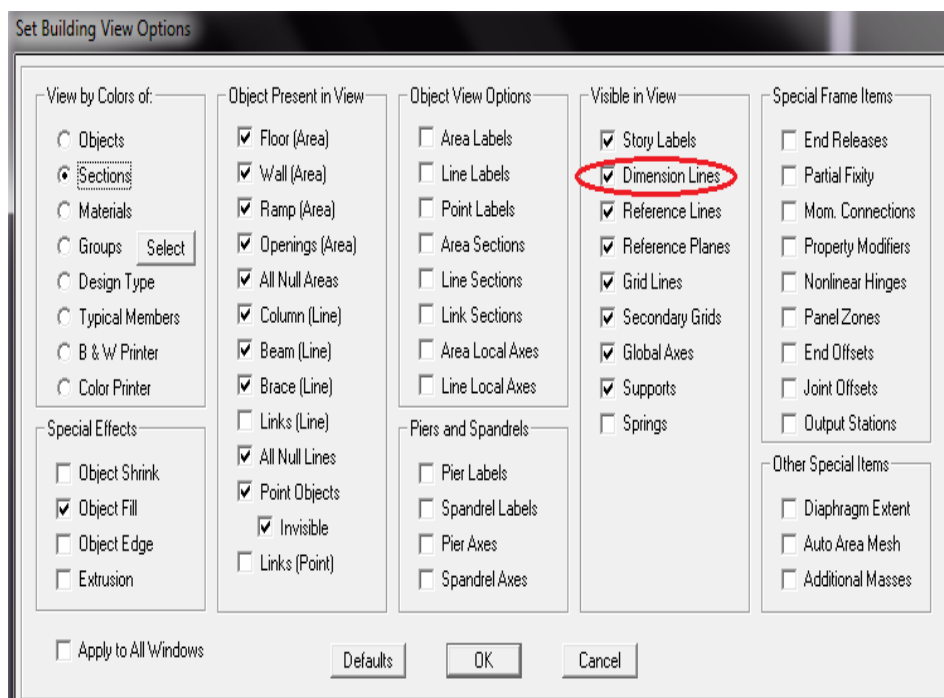 Set Building View Options
View by Colors of:
Objects
Sections
Materials
Groups
Select
Design Type
Typical Members
B & W Printer
Color Printer
Special Effects
Object Shrink
Object Fill
Object Edge
Extrusion
Object Present in View
Floor (Area)
Wall (Area)
Ramp (Area)
Openings (Area)
All Null Areas
Column (Line)
Beam (Line)
Brace (Line)
Links (Line)
All Null Lines
Point Objects
Invisible
Links (Point)
Object View Options
Area Labels
Line Labels
Point Labels
Area Sections
Line Sections
Link Sections
Area Local Axes
Line Local Axes
Piers and Spandrels
Pier Labels
Spandrel Labels
Pier Axes
Spandrel Axes
Visible in View
Story Labels
Dimension Lines
Reference Lines
Reference Planes
Grid Lines
Secondary Grids
Global Axes
Supports
Springs
Special Frame Items
End Releases
Partial Fixity
Mom. Connections
Property Modifiers
Nonlinear Hinges
Panel Zones
End Offsets
Joint Offsets
Output Stations
Other Special Items
Diaphragm Extent
Auto Area Mesh
Additional Masses
Apply to All Windows
Defaults
OK
Cancel